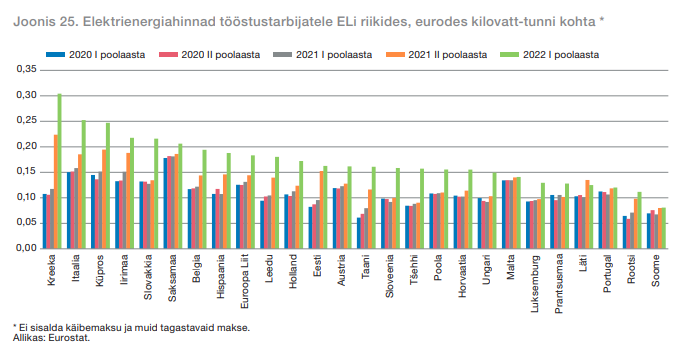 Joonis 25. Elektrienergiahinnad tööstustarbijatele ELi riikides, eurodes kilovatt-tunni kohta *
2020 I poolaasta 2020 II poolaasta 2021 I poolaasta 2021 II poolaasta 2022 I poolaasta
0,35
0,30
0,25
0,20
0,15
0,10
0,05
0,00
Kreeka
Itaalia
Küpros
Iirimaa
Slovakkia
Saksamaa
Belgia
Hispaania
Euroopa Liit
Leedu
Holland
Eesti
Austria
Taani
Sloveenia
Tšehhi
Poola
Horvaatia
Ungari
Malta
Luksemburg
Prantsusmaa
Läti
Portugal
Rootsi
Soome
* Ei sisalda käibemaksu ja muid tagastavaid makse.
Allikas: Eurostat.